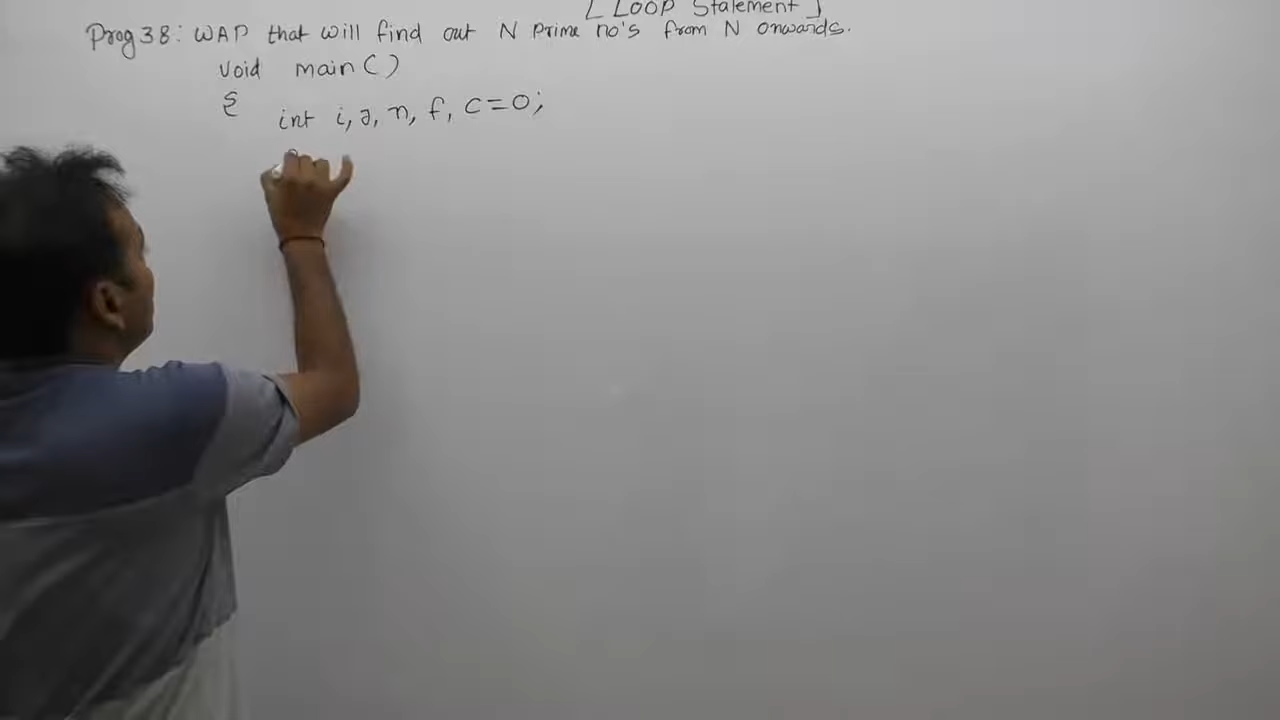 [ Loop Statement ]
Prog 38: WAP that will find out N Prime no's from N onwards.
void main()
{ int i, j, n, f, c=0;